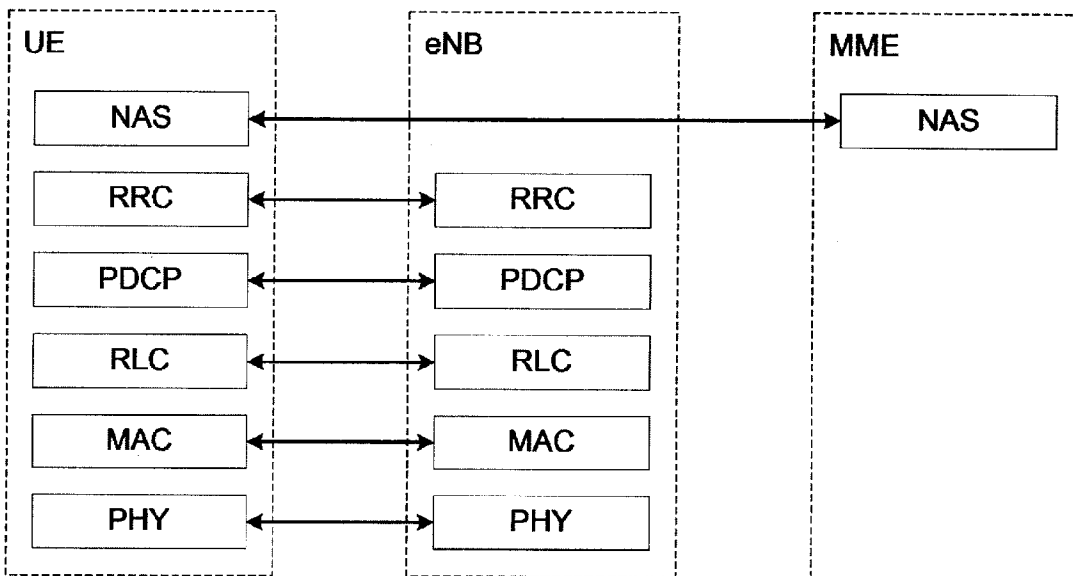 UE
eNB
MME
NAS
NAS
RRC
RRC
PDCP
PDCP
RLC
RLC
MAC
MAC
PHY
PHY